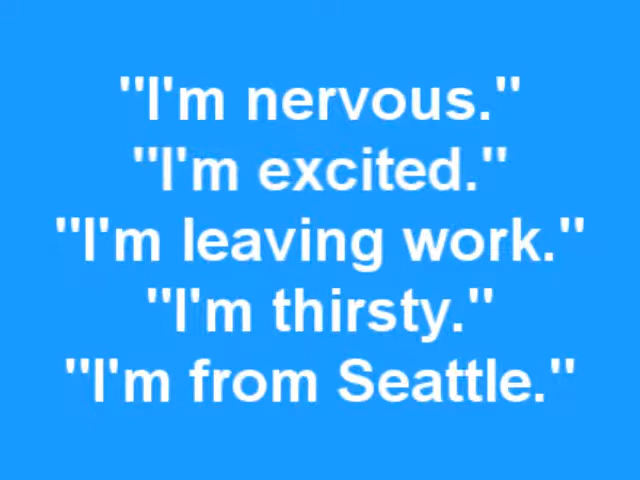 "I'm nervous."
"I'm excited."
"I'm leaving work."
"I'm thirsty."
"I'm from Seattle."